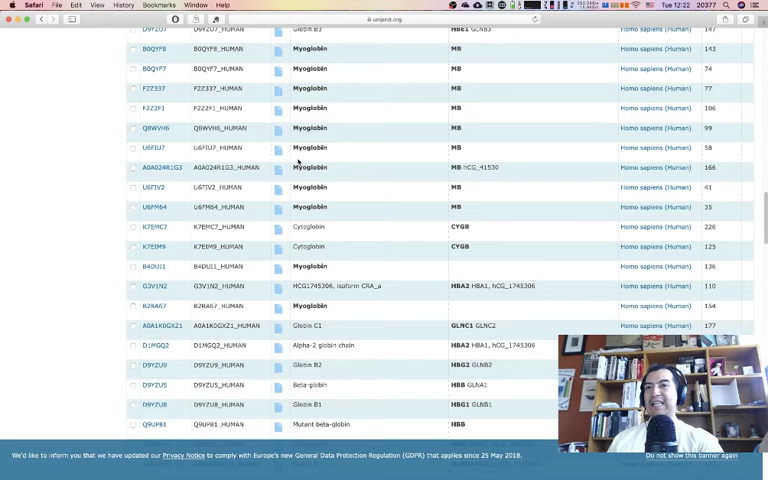 Safari File Edit View History Bookmarks Window Help Tue 12:22 20377
uniprot.org
D9YZU7 D9YZU7_HUMAN Globin B3 HBE1 GLNB3 Homo sapiens (Human) 147
B0QYF8 B0QYF8_HUMAN Myoglobin MB Homo sapiens (Human) 143
B0QYF7 B0QYF7_HUMAN Myoglobin MB Homo sapiens (Human) 74
F2Z337 F2Z337_HUMAN Myoglobin MB Homo sapiens (Human) 77
F2Z2F1 F2Z2F1_HUMAN Myoglobin MB Homo sapiens (Human) 106
Q8WVH6 Q8WVH6_HUMAN Myoglobin MB Homo sapiens (Human) 99
U6FIU7 U6FIU7_HUMAN Myoglobin MB Homo sapiens (Human) 58
A0A024R1G3 A0A024R1G3_HUMAN Myoglobin MB hCG_41530 Homo sapiens (Human) 166
U6FIV2 U6FIV2_HUMAN Myoglobin MB Homo sapiens (Human) 41
U6FM64 U6FM64_HUMAN Myoglobin MB Homo sapiens (Human) 35
K7EMC7 K7EMC7_HUMAN Cytoglobin CYGB Homo sapiens (Human) 226
K7EIM9 K7EIM9_HUMAN Cytoglobin CYGB Homo sapiens (Human) 125
B4DUI1 B4DUI1_HUMAN Myoglobin Homo sapiens (Human) 136
G3V1N2 G3V1N2_HUMAN HCG1745306, isoform CRA_a HBA2 HBA1, hCG_1745306 Homo sapiens (Human) 110
B2RA67 B2RA67_HUMAN Myoglobin Homo sapiens (Human) 154
A0A1K0GXZ1 A0A1K0GXZ1_HUMAN Globin C1 GLNC1 GLNC2 Homo sapiens (Human) 177
D1MGQ2 D1MGQ2_HUMAN Alpha-2 globin chain HBA2 HBA1, hCG_1745306
D9YZU9 D9YZU9_HUMAN Globin B2 HBG2 GLNB2
D9YZU5 D9YZU5_HUMAN Beta-globin HBB GLNA1
D9YZU8 D9YZU8_HUMAN Globin B1 HBG1 GLNB1
Q9UP81 Q9UP81_HUMAN Mutant beta-globin HBB
We'd like to inform you that we have updated our Privacy Notice to comply with Europe's new General Data Protection Regulation (GDPR) that applies since 25 May 2018. Do not show this banner again